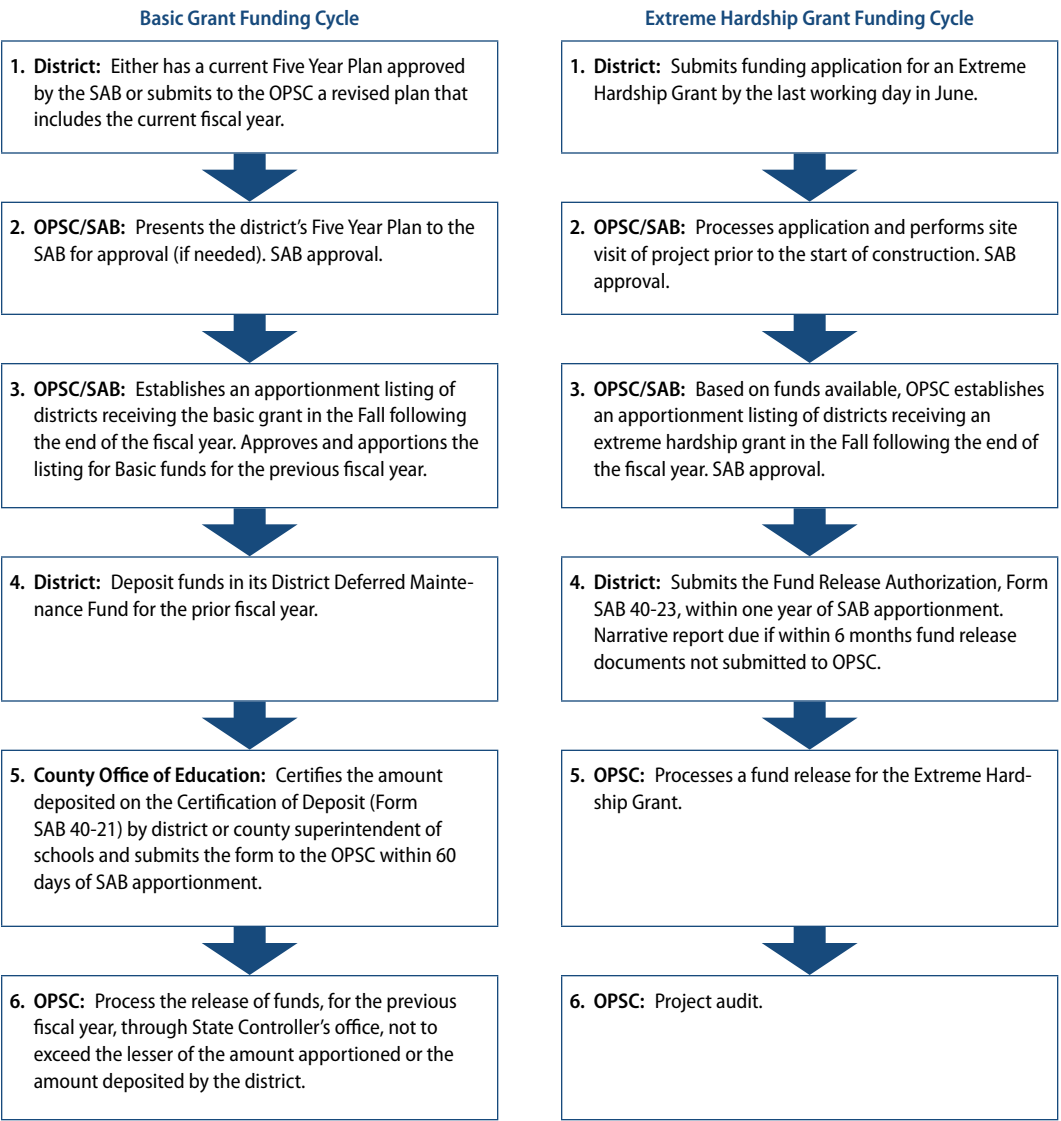 Basic Grant Funding Cycle
1. District: Either has a current Five Year Plan approved
by the SAB or submits to the OPSC a revised plan that
includes the current fiscal year.
2. OPSC/SAB: Presents the district's Five Year Plan to the
SAB for approval (if needed). SAB approval.
3. OPSC/SAB: Establishes an apportionment listing of
districts receiving the basic grant in the Fall following
the end of the fiscal year. Approves and apportions the
listing for Basic funds for the previous fiscal year.
4. District: Deposit funds in its District Deferred Mainte-
nance Fund for the prior fiscal year.
5. County Office of Education: Certifies the amount
deposited on the Certification of Deposit (Form
SAB 40-21) by district or county superintendent of
schools and submits the form to the OPSC within 60
days of SAB apportionment.
6. OPSC: Process the release of funds, for the previous
fiscal year, through State Controller's office, not to
exceed the lesser of the amount apportioned or the
amount deposited by the district.
Extreme Hardship Grant Funding Cycle
1. District: Submits funding application for an Extreme
Hardship Grant by the last working day in June.
2. OPSC/SAB: Processes application and performs site
visit of project prior to the start of construction. SAB
approval.
3. OPSC/SAB: Based on funds available, OPSC establishes
an apportionment listing of districts receiving an
extreme hardship grant in the Fall following the end of
the fiscal year. SAB approval.
4. District: Submits the Fund Release Authorization, Form
SAB 40-23, within one year of SAB apportionment.
Narrative report due if within 6 months fund release
documents not submitted to OPSC.
5. OPSC: Processes a fund release for the Extreme Hard-
ship Grant.
6. OPSC: Project audit.